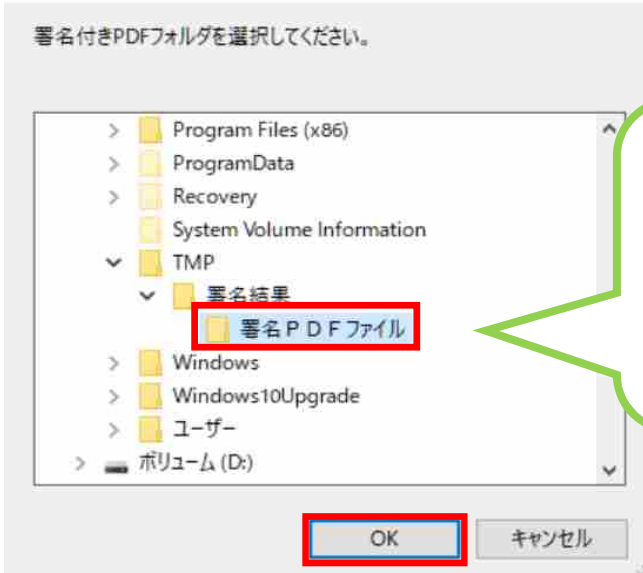 署名付きPDFフォルダを選択してください。
Program Files (x86)
ProgramData
Recovery
System Volume Information
TMP
署名結果
署名ＰＤＦファイル
Windows
Windows10Upgrade
ユーザー
ボリューム (D:)
OK
キャンセル